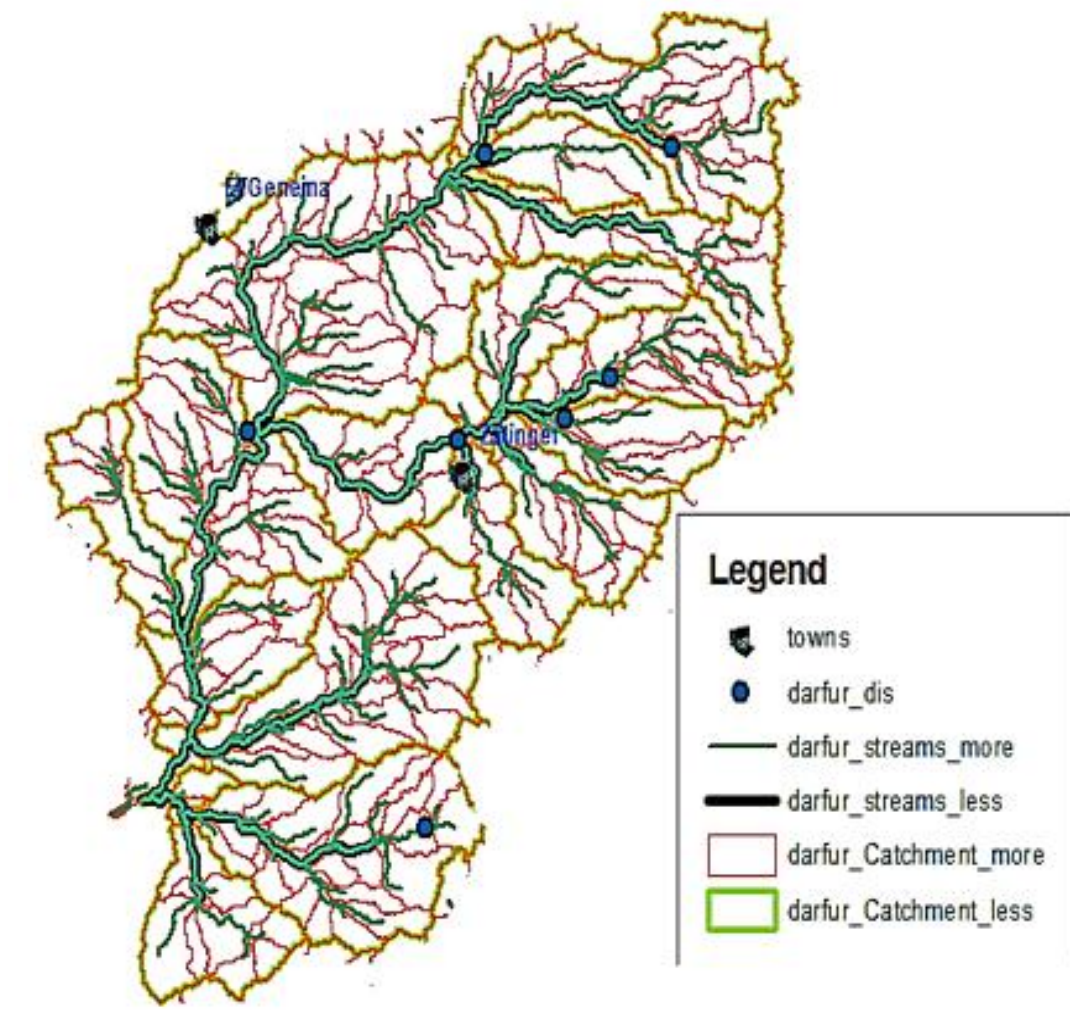 Geneina
Zalingei
Legend
towns
darfur_dis
darfur_streams_more
darfur_streams_less
darfur_Catchment_more
darfur_Catchment_less